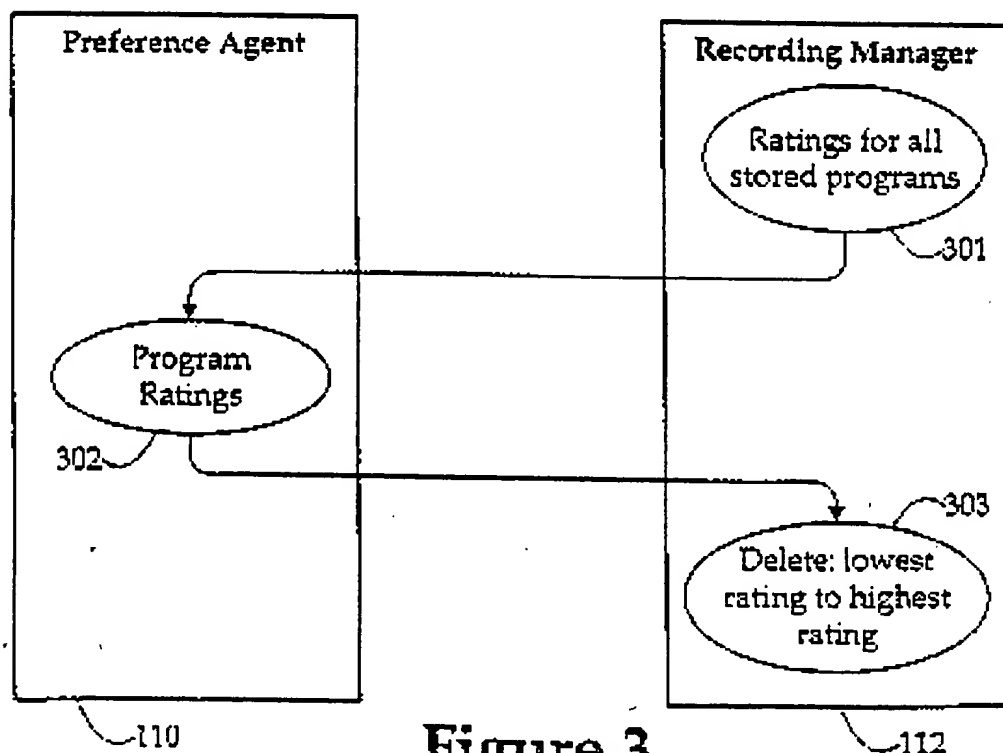 Preference Agent
Recording Manager
Ratings for all
stored programs
301
Program
Ratings
302
303
Delete: lowest
rating to highest
rating
110
112
Figure 3